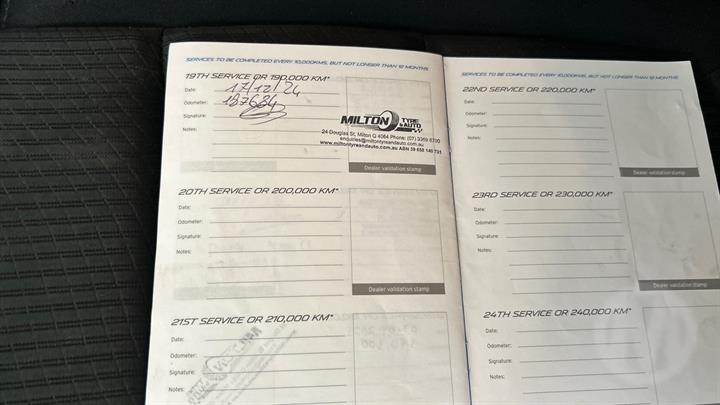 SERVICES TO BE COMPLETED EVERY 10,000KMS, BUT NOT LONGER THAN 12 MONTHS
19TH SERVICE OR 190,000 KM*
Date: 17/12/24
Odometer: 187684
Signature:
Notes:
MILTON TYRE & AUTO
24 Douglas St, Milton Q 4064 Phone: (07) 3369 6700
enquiries@miltontyreandauto.com.au
www.miltontyreandauto.com.au ABN
Dealer validation stamp
20TH SERVICE OR 200,000 KM*
Date:
Odometer:
Signature:
Notes:
Dealer validation stamp
21ST SERVICE OR 210,000 KM*
Date:
Odometer:
Signature:
Notes:
SERVICES TO BE COMPLETED EVERY 10,000KMS, BUT NOT LONGER THAN 12 MONTHS
22ND SERVICE OR 220,000 KM*
Date:
Odometer:
Signature:
Notes:
Dealer validation stamp
23RD SERVICE OR 230,000 KM*
Date:
Odometer:
Signature:
Notes:
Dealer validation stamp
24TH SERVICE OR 240,000 KM*
Date:
Odometer:
Signature:
Notes: